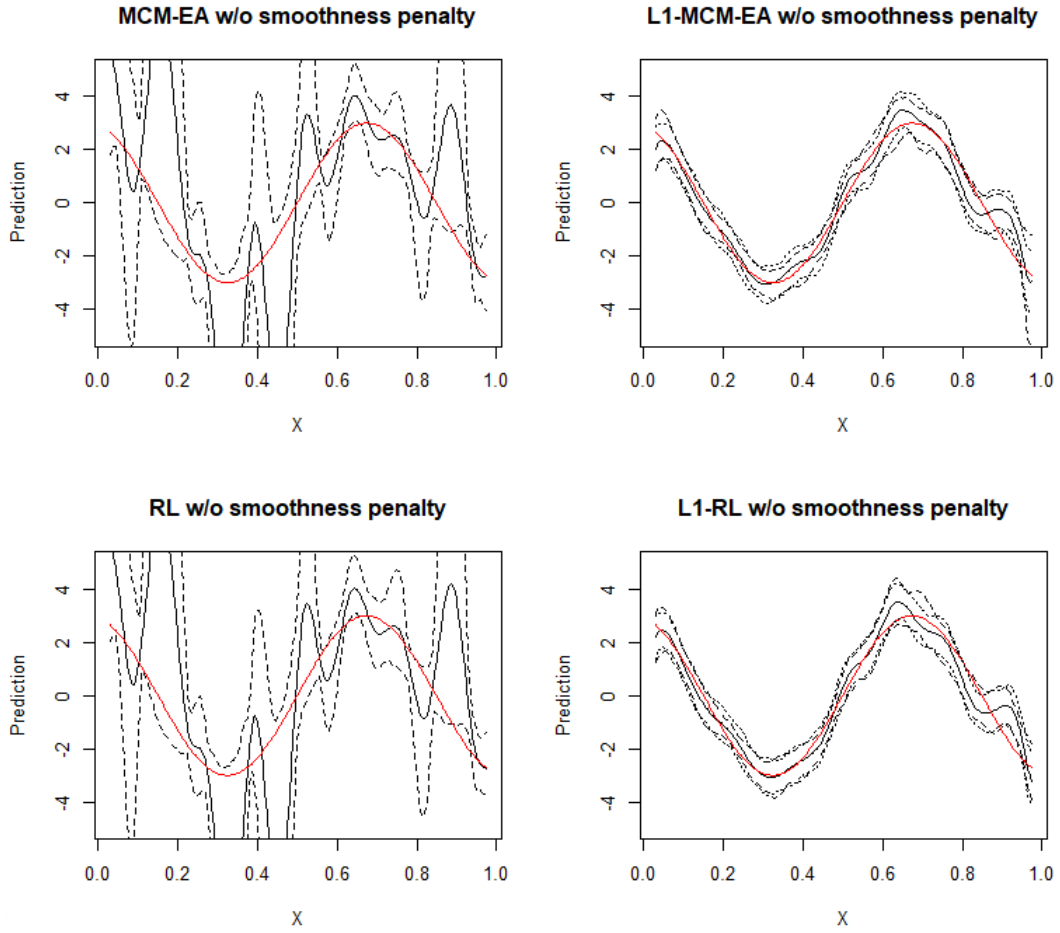 MCM-EA w/o smoothness penalty
Prediction
4
2
0
-2
-4
0.0 0.2 0.4 0.6 0.8 1.0
X
L1-MCM-EA w/o smoothness penalty
Prediction
4
2
0
-2
-4
0.0 0.2 0.4 0.6 0.8 1.0
X
RL w/o smoothness penalty
Prediction
4
2
0
-2
-4
0.0 0.2 0.4 0.6 0.8 1.0
X
L1-RL w/o smoothness penalty
Prediction
4
2
0
-2
-4
0.0 0.2 0.4 0.6 0.8 1.0
X